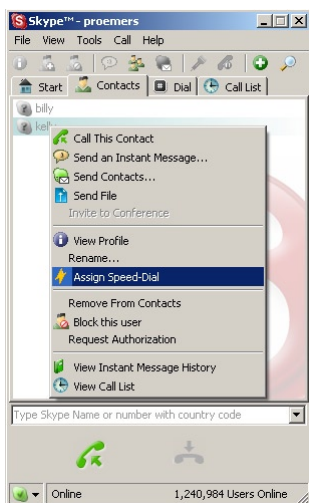 Skype™ - proemers
File View Tools Call Help
Start Contacts Dial Call List
billy
kelly
Call This Contact
Send an Instant Message...
Send Contacts...
Send File
Invite to Conference
View Profile
Rename...
Assign Speed-Dial
Remove From Contacts
Block this user
Request Authorization
View Instant Message History
View Call List
Type Skype Name or number with country code
Online 1,240,984 Users Online